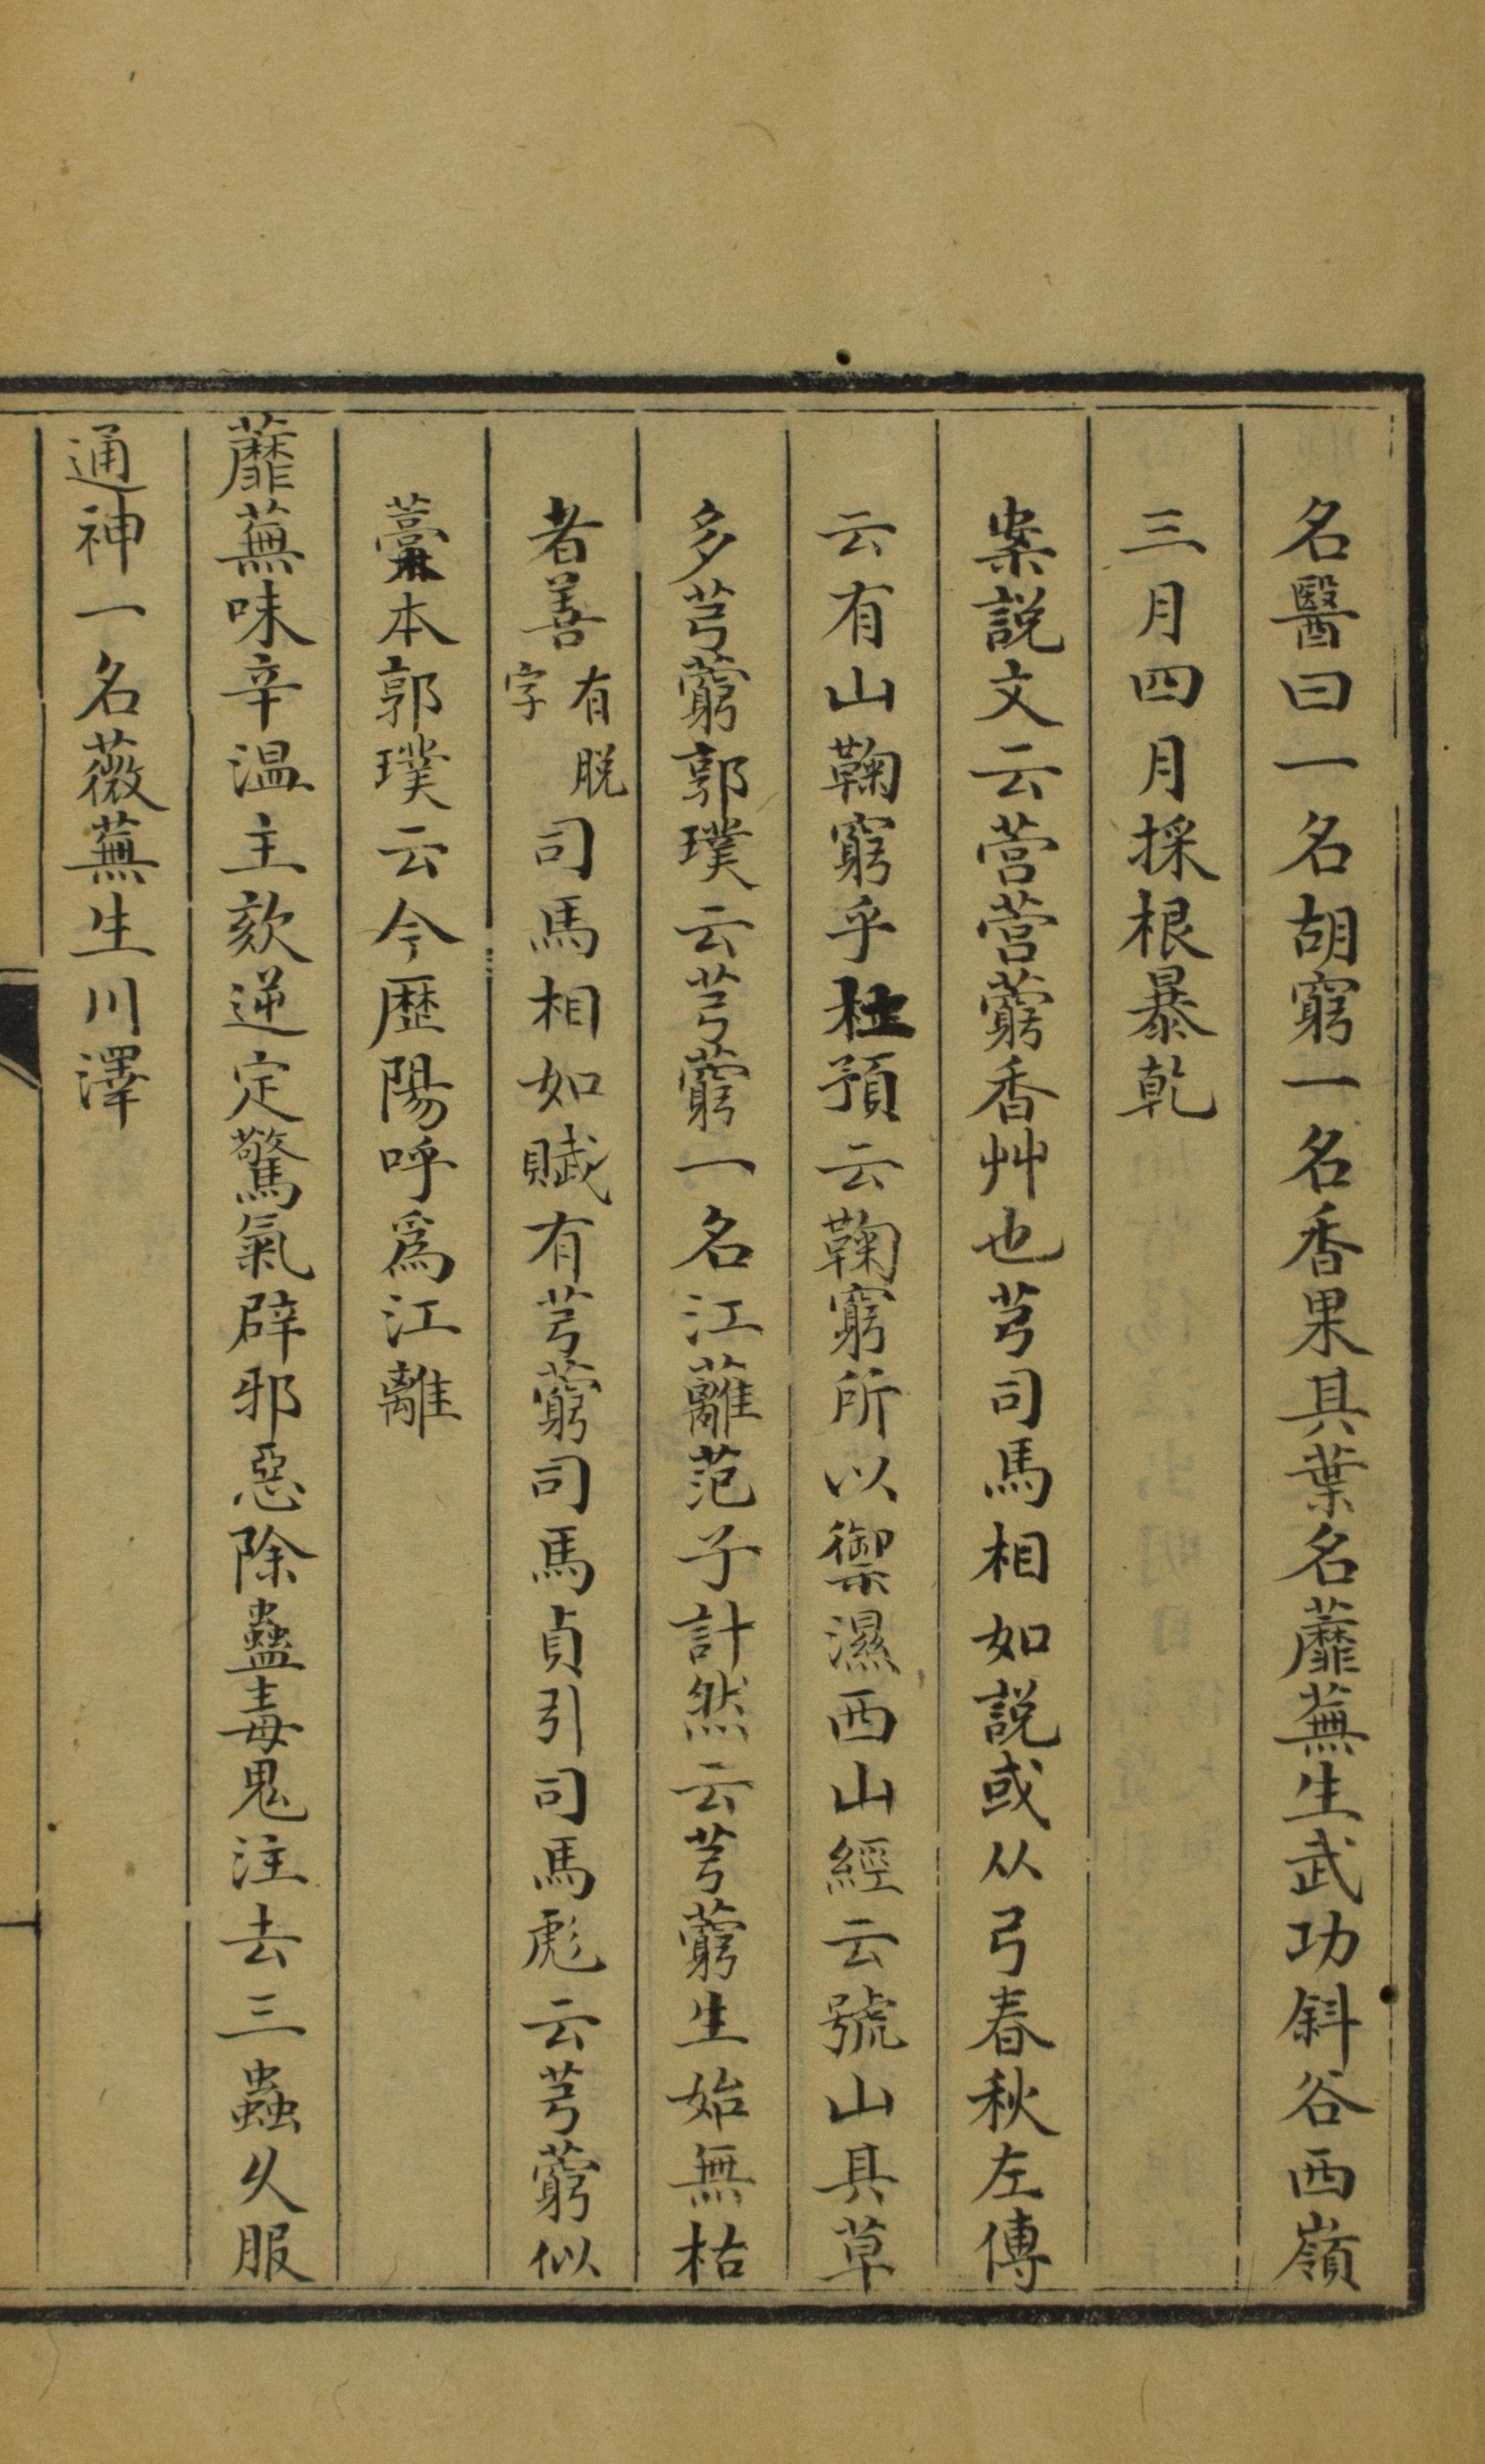 名醫曰一名胡窮一名香果其葉名蘼蕪生武功斜谷西嶺
三月四月採根暴乾
案說文云营营藭香艸也芎司馬相如說或从弓春秋左傳
云有山鞠窮乎杜預云鞠窮所以禦濕西山經云號山其草
多芎藭郭璞云芎藭一名江蘺范子計然云芎藭生始無枯
者善有脫字司馬相如賦有芎藭司馬貞引司馬彪云芎藭似
藁本郭璞云今歷陽呼為江離
蘼蕪味辛温主欬逆定驚氣辟邪惡除蠱毒鬼注去三蟲久服
通神一名薇蕪生川澤